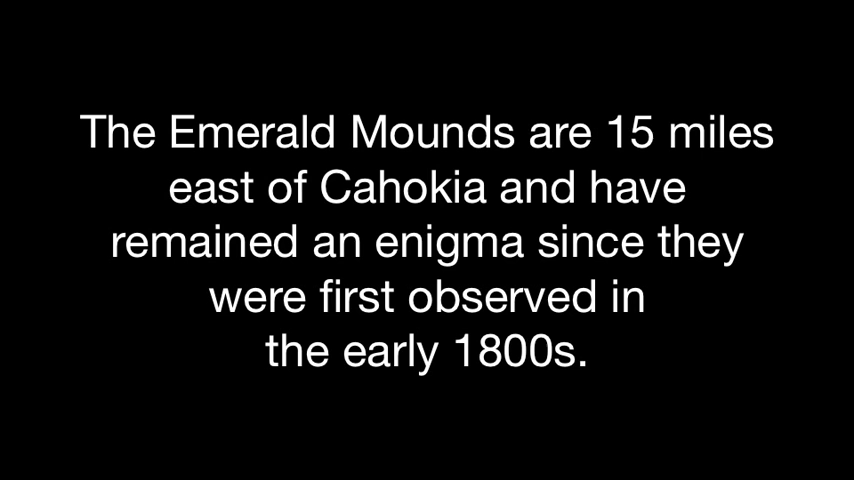 The Emerald Mounds are 15 miles
east of Cahokia and have
remained an enigma since they
were first observed in
the early 1800s.